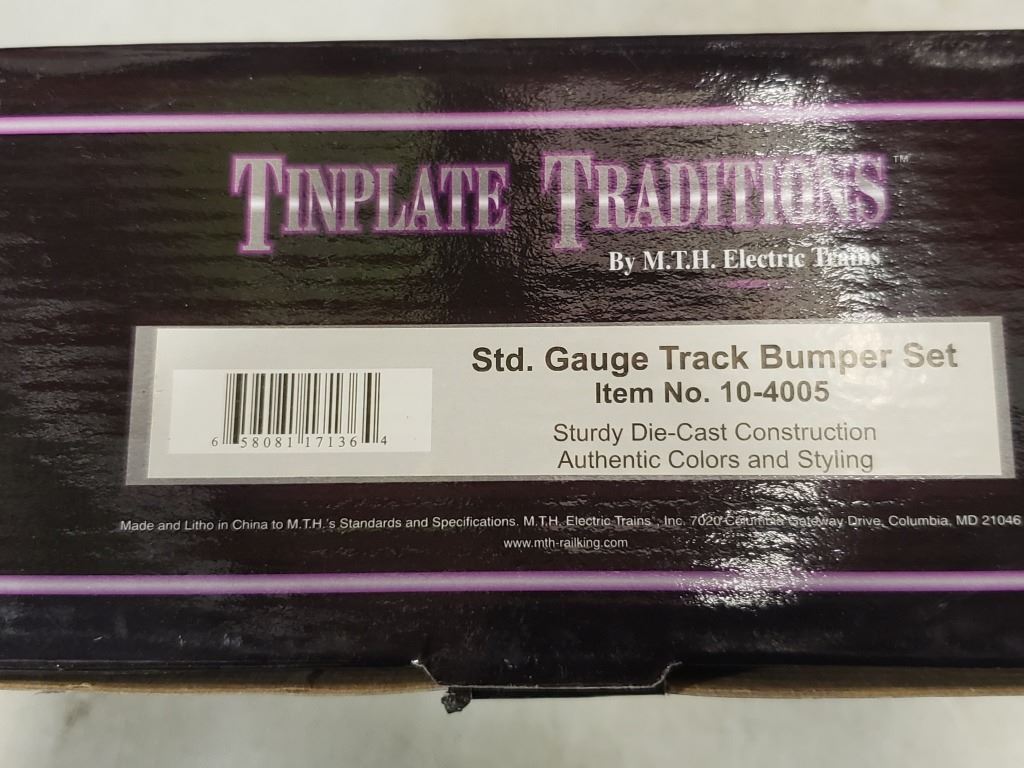 TINPLATE TRADITIONS™
By M.T.H. Electric Trains
Std. Gauge Track Bumper Set
Item No. 10-4005
Sturdy Die-Cast Construction
Authentic Colors and Styling
6 58081 17136 4
Made and Litho in China to M.T.H.'s Standards and Specifications. M.T.H. Electric Trains, Inc. 7020 Columbia Gateway Drive, Columbia, MD 21046
www.mth-railking.com